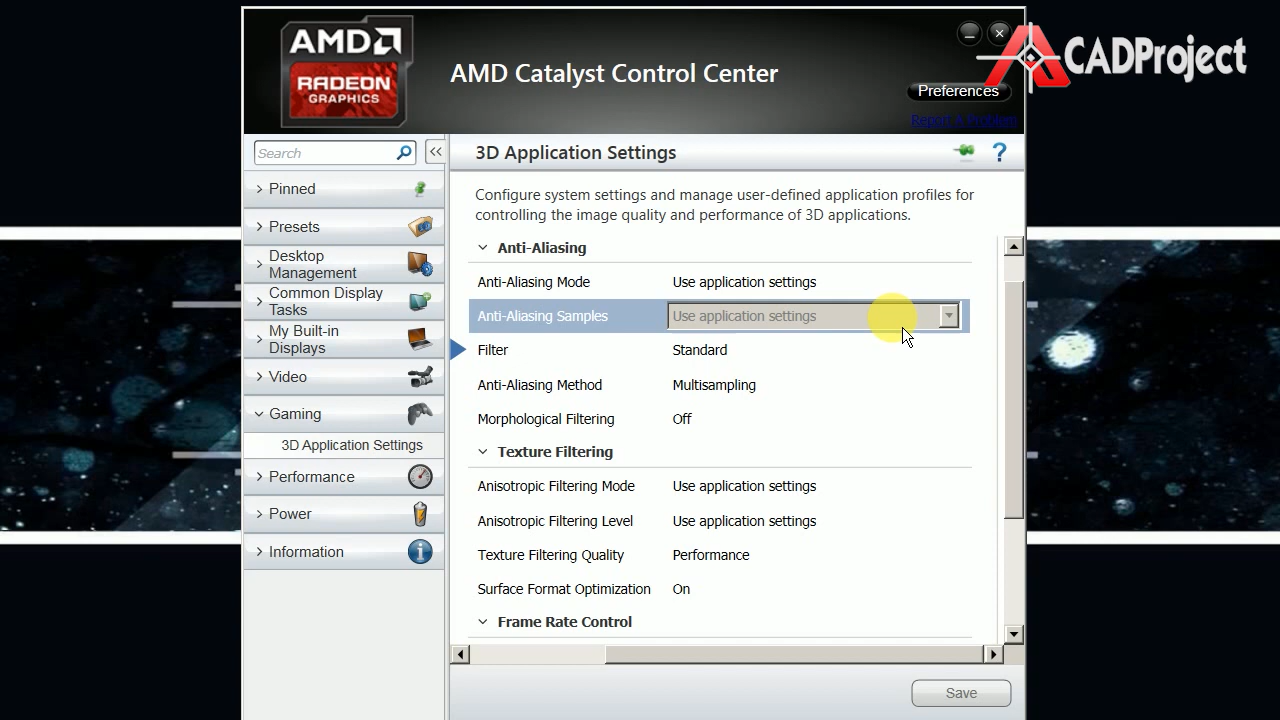 AMD
RADEON
GRAPHICS
AMD Catalyst Control Center
ACADProject
Preferences
Report A Problem
Search
3D Application Settings
?
Pinned
Presets
Desktop
Management
Common Display
Tasks
My Built-in
Displays
Video
Gaming
3D Application Settings
Performance
Power
Information
Configure system settings and manage user-defined application profiles for
controlling the image quality and performance of 3D applications.
Anti-Aliasing
Anti-Aliasing Mode Use application settings
Anti-Aliasing Samples Use application settings
Filter Standard
Anti-Aliasing Method Multisampling
Morphological Filtering Off
Texture Filtering
Anisotropic Filtering Mode Use application settings
Anisotropic Filtering Level Use application settings
Texture Filtering Quality Performance
Surface Format Optimization On
Frame Rate Control
Save